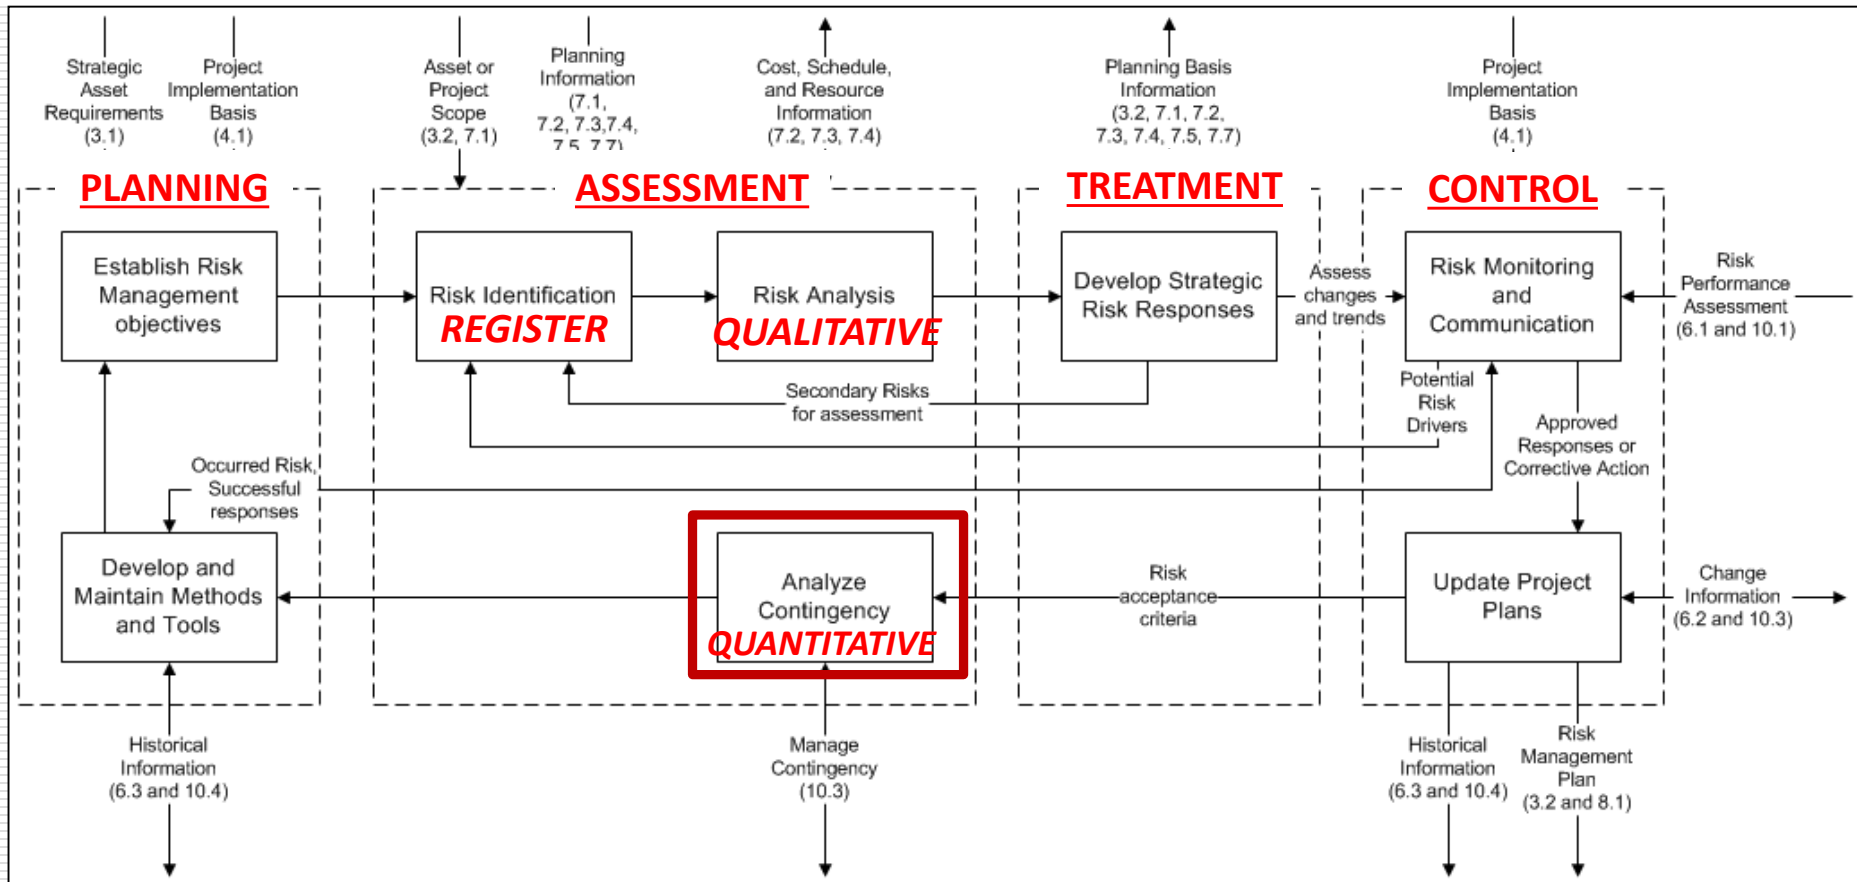 Strategic
Asset
Requirements
(3.1)
Project
Implementation
Basis
(4.1)
Asset or
Project
Scope
(3.2, 7.1)
Planning
Information
(7.1,
7.2, 7.3,7.4,
7.5, 7.7)
Cost, Schedule,
and Resource
Information
(7.2, 7.3, 7.4)
Planning Basis
Information
(3.2, 7.1, 7.2,
7.3, 7.4, 7.5, 7.7)
Project
Implementation
Basis
(4.1)
PLANNING
ASSESSMENT
TREATMENT
CONTROL
Establish Risk
Management
objectives
Risk Identification
REGISTER
Risk Analysis
QUALITATIVE
Develop Strategic
Risk Responses
Assess
changes
and trends
Risk Monitoring
and
Communication
Risk
Performance
Assessment
(6.1 and 10.1)
Secondary Risks
for assessment
Potential
Risk
Drivers
Approved
Responses or
Corrective Action
Occurred Risk,
Successful
responses
Develop and
Maintain Methods
and Tools
Analyze
Contingency
QUANTITATIVE
Risk
acceptance
criteria
Update Project
Plans
Change
Information
(6.2 and 10.3)
Historical
Information
(6.3 and 10.4)
Manage
Contingency
(10.3)
Historical
Information
(6.3 and 10.4)
Risk
Management
Plan
(3.2 and 8.1)